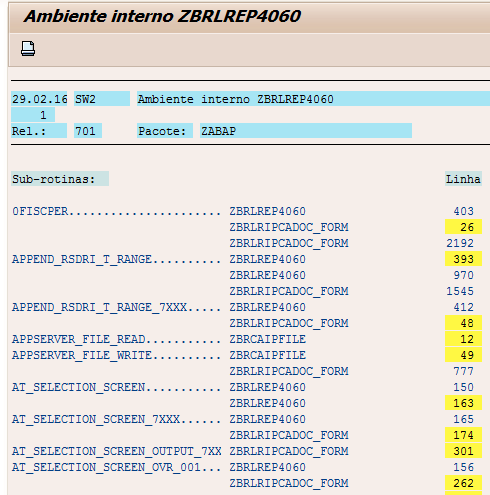 Ambiente interno ZBRLREP4060
29.02.16 SW2 Ambiente interno ZBRLREP4060
1
Rel.: 701 Pacote: ZABAP
Sub-rotinas: Linha
0FISCPER...................... ZBRLREP4060 403
ZBRLRIPCADOC_FORM 26
ZBRLRIPCADOC_FORM 2192
APPEND_RSDRI_T_RANGE.......... ZBRLREP4060 393
ZBRLREP4060 970
ZBRLRIPCADOC_FORM 1545
APPEND_RSDRI_T_RANGE_7XXX..... ZBRLREP4060 412
ZBRLRIPCADOC_FORM 48
APPSERVER_FILE_READ........... ZBRCAIPFILE 12
APPSERVER_FILE_WRITE.......... ZBRCAIPFILE 49
ZBRLRIPCADOC_FORM 777
AT_SELECTION_SCREEN........... ZBRLREP4060 150
ZBRLREP4060 163
AT_SELECTION_SCREEN_7XXX...... ZBRLREP4060 165
ZBRLRIPCADOC_FORM 174
AT_SELECTION_SCREEN_OUTPUT_7XX ZBRLRIPCADOC_FORM 301
AT_SELECTION_SCREEN_OVR_001... ZBRLREP4060 156
ZBRLRIPCADOC_FORM 262